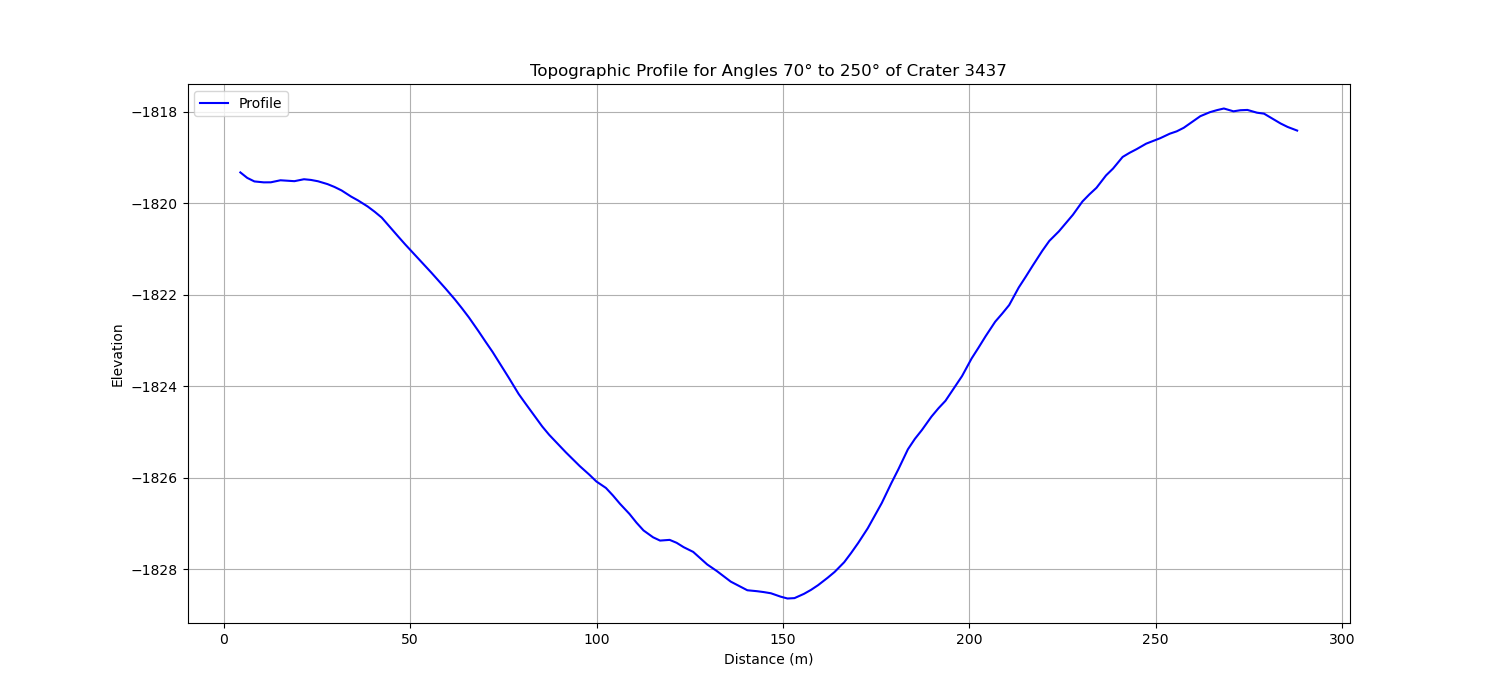 Topographic Profile for Angles 70° to 250° of Crater 3437
Profile
−1818
−1820
−1822
−1824
−1826
−1828
Elevation
0 50 100 150 200 250 300
Distance (m)